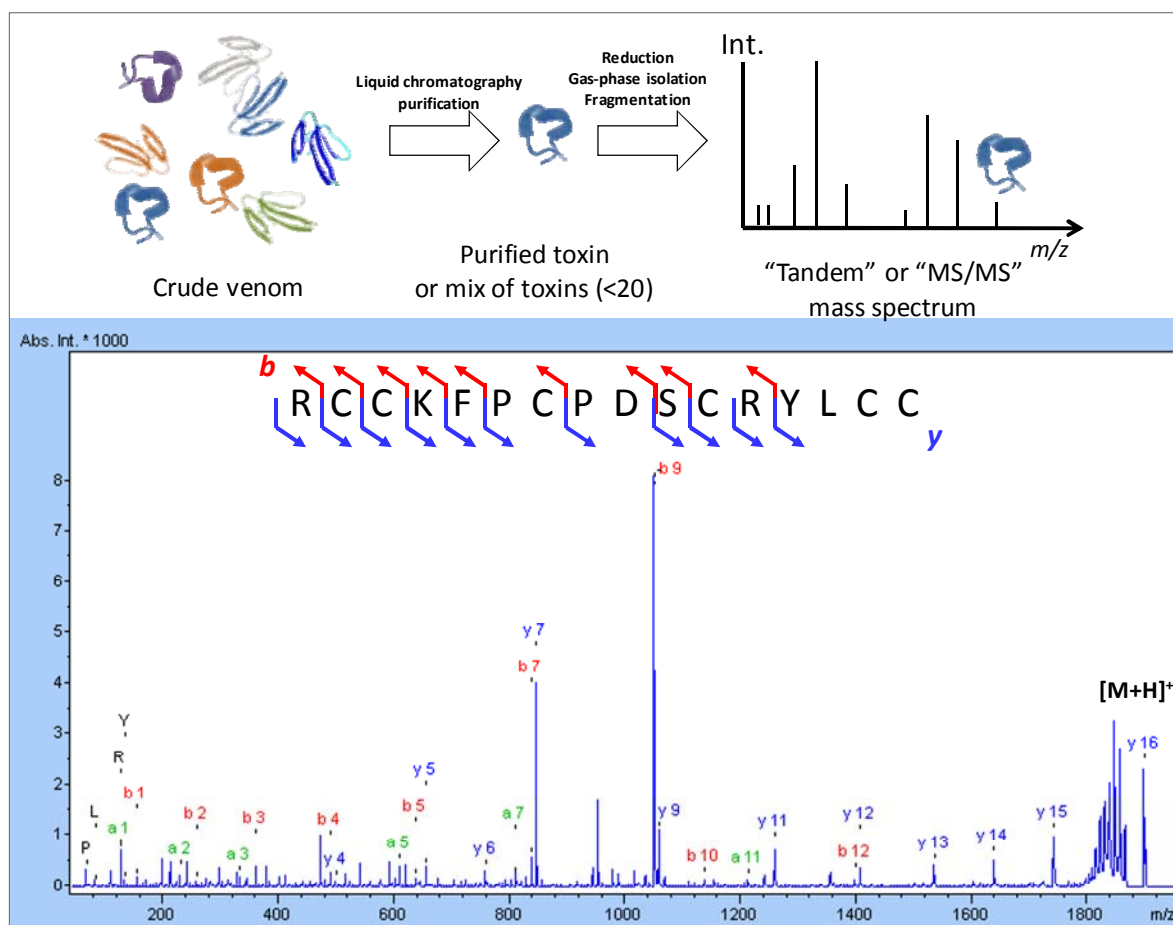 Int.
Reduction
Gas-phase isolation
Fragmentation
Liquid chromatography
purification
m/z
Purified toxin
or mix of toxins (<20)
Crude venom
“Tandem” or “MS/MS”
mass spectrum
Abs. Int. * 1000
b
R C C K F P C P D S C R Y L C C
y
b 9
8
7
6
5
y 7
b 7
4
[M+H]+
3
Y
y 16
R
y 5
2
b 1
L
b 2
b 3
b 4
b 5
a 7
y 9
y 11
y 12
y 15
a 1
y 14
P
a 2
a 3
y 4
a 5
y 6
b 10
a 11
b 12
y 13
1
0
200
400
600
800
1000
1200
1400
1600
1800
m/z